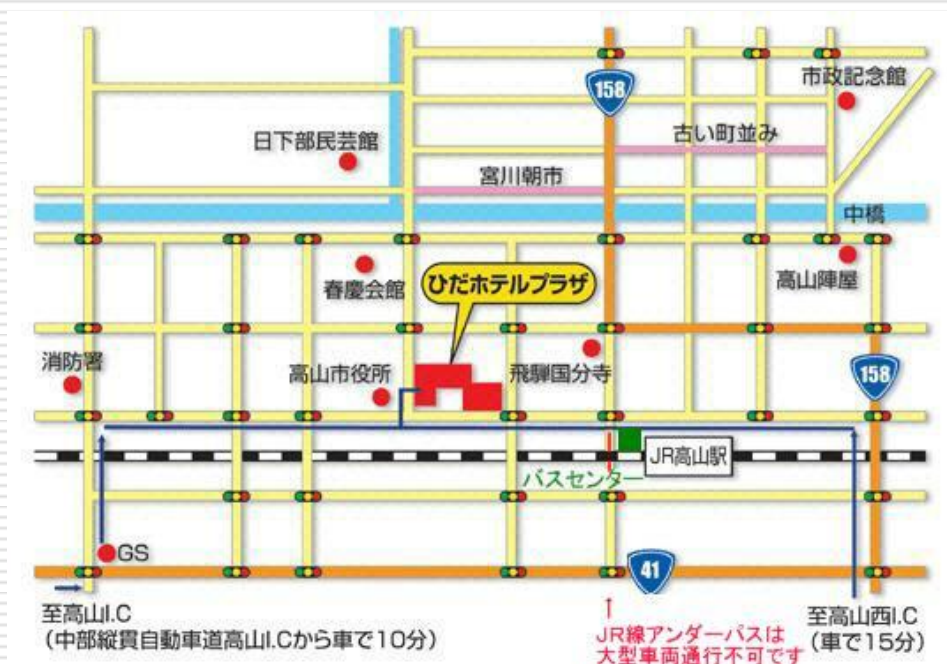 158
市政記念館
日下部民芸館
古い町並み
宮川朝市
中橋
春慶会館
ひだホテルプラザ
高山陣屋
消防署
高山市役所
飛騨国分寺
158
JR高山駅
バスセンター
GS
41
至高山I.C
(中部縦貫自動車道高山I.Cから車で10分)
JR線アンダーパスは
大型車両通行不可です
至高山西I.C
(車で15分)